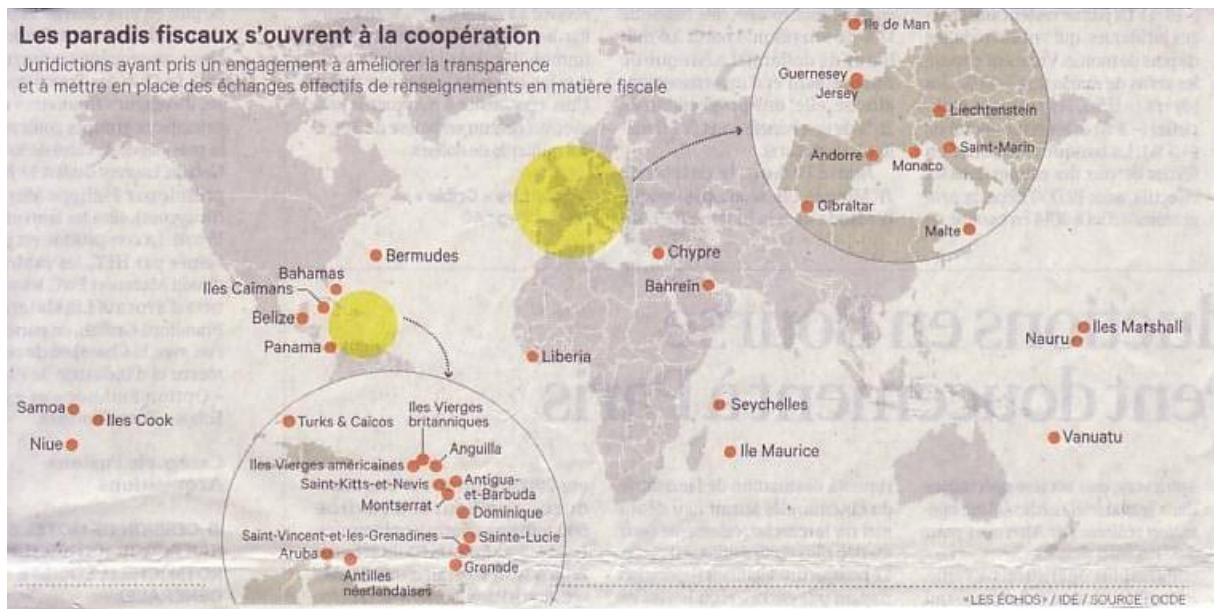 Les paradis fiscaux s'ouvrent à la coopération
Juridictions ayant pris un engagement à améliorer la transparence
et à mettre en place des échanges effectifs de renseignements en matière fiscale
Ile de Man
Guernesey
Jersey
Liechtenstein
Andorre
Monaco
Saint-Marin
Gibraltar
Malte
Bermudes
Bahamas
Iles Caïmans
Belize
Panama
Chypre
Bahreïn
Liberia
Iles Marshall
Nauru
Samoa
Iles Cook
Niue
Seychelles
Ile Maurice
Vanuatu
Turks & Caïcos
Iles Vierges
britanniques
Anguilla
Iles Vierges américaines
Saint-Kitts-et-Nevis
Antigua-
et-Barbuda
Montserrat
Dominique
Saint-Vincent-et-les-Grenadines
Sainte-Lucie
Aruba
Grenade
Antilles
néerlandaises
«LES ÉCHOS» / IDÉ / SOURCE : OCDE